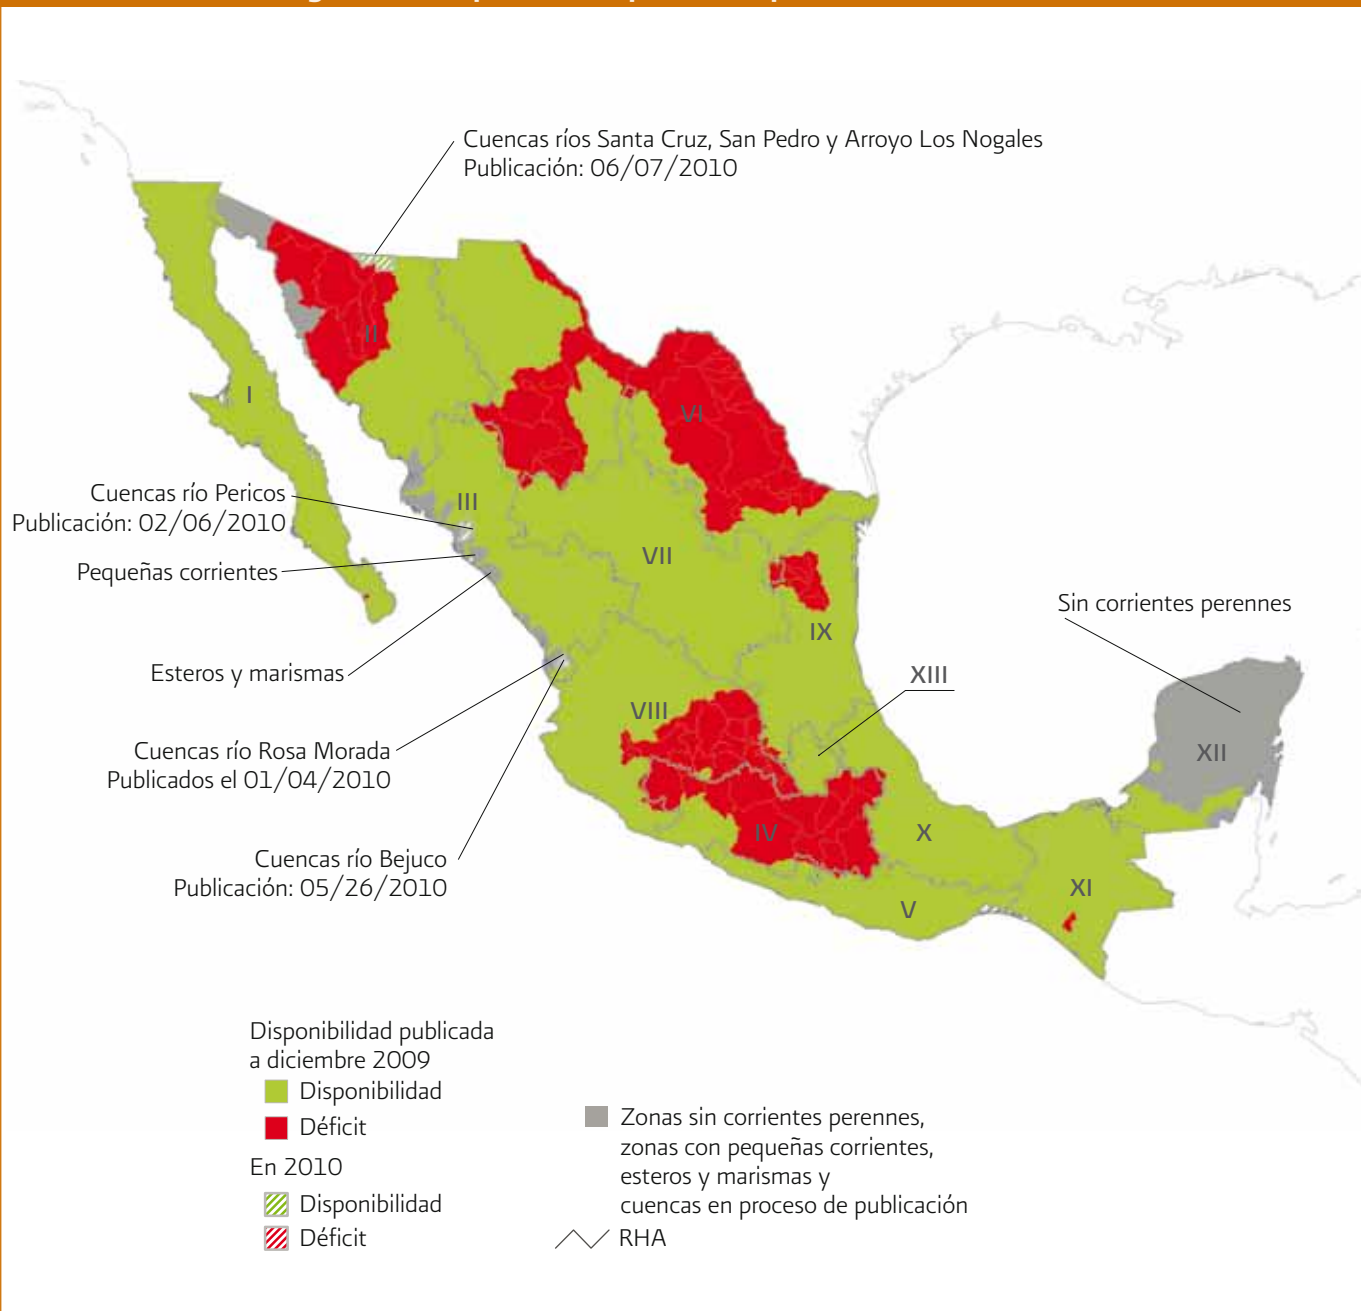 Cuencas ríos Santa Cruz, San Pedro y Arroyo Los Nogales
Publicación: 06/07/2010
II
I
VI
Cuencas río Pericos
Publicación: 02/06/2010
III
VII
Pequeñas corrientes
Sin corrientes perennes
IX
Esteros y marismas
XIII
VIII
Cuencas río Rosa Morada
Publicados el 01/04/2010
XII
IV
X
Cuencas río Bejuco
Publicación: 05/26/2010
XI
V
Disponibilidad publicada
a diciembre 2009
Disponibilidad
Déficit
En 2010
Disponibilidad
Déficit
Zonas sin corrientes perennes,
zonas con pequeñas corrientes,
esteros y marismas y
cuencas en proceso de publicación
RHA